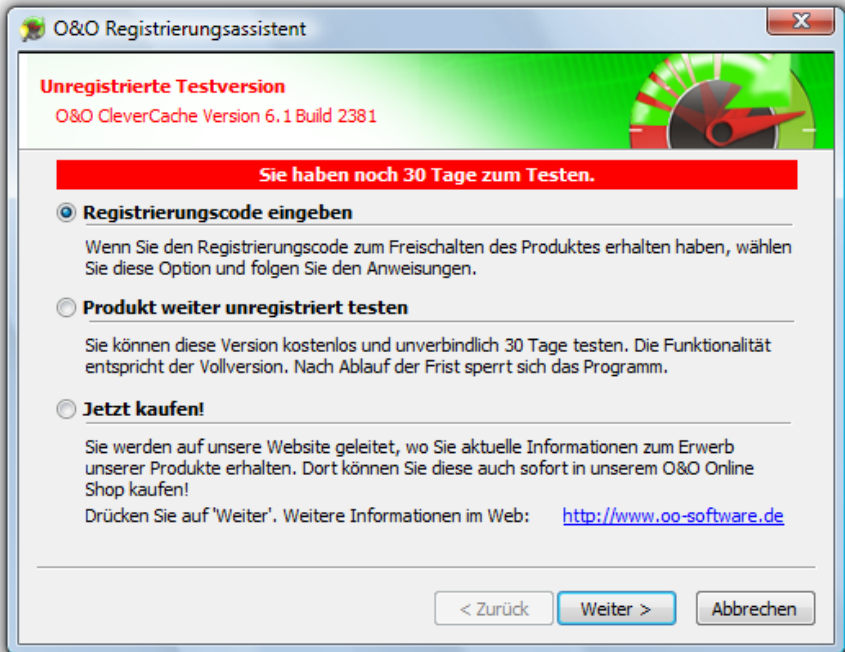 O&O Registrierungsassistent
Unregistrierte Testversion
O&O CleverCache Version 6.1 Build 2381
Sie haben noch 30 Tage zum Testen.
Registrierungscode eingeben
Wenn Sie den Registrierungscode zum Freischalten des Produktes erhalten haben, wählen
Sie diese Option und folgen Sie den Anweisungen.
Produkt weiter unregistriert testen
Sie können diese Version kostenlos und unverbindlich 30 Tage testen. Die Funktionalität
entspricht der Vollversion. Nach Ablauf der Frist sperrt sich das Programm.
Jetzt kaufen!
Sie werden auf unsere Website geleitet, wo Sie aktuelle Informationen zum Erwerb
unserer Produkte erhalten. Dort können Sie diese auch sofort in unserem O&O Online
Shop kaufen!
Drücken Sie auf 'Weiter'. Weitere Informationen im Web: http://www.oo-software.de
< Zurück Weiter > Abbrechen